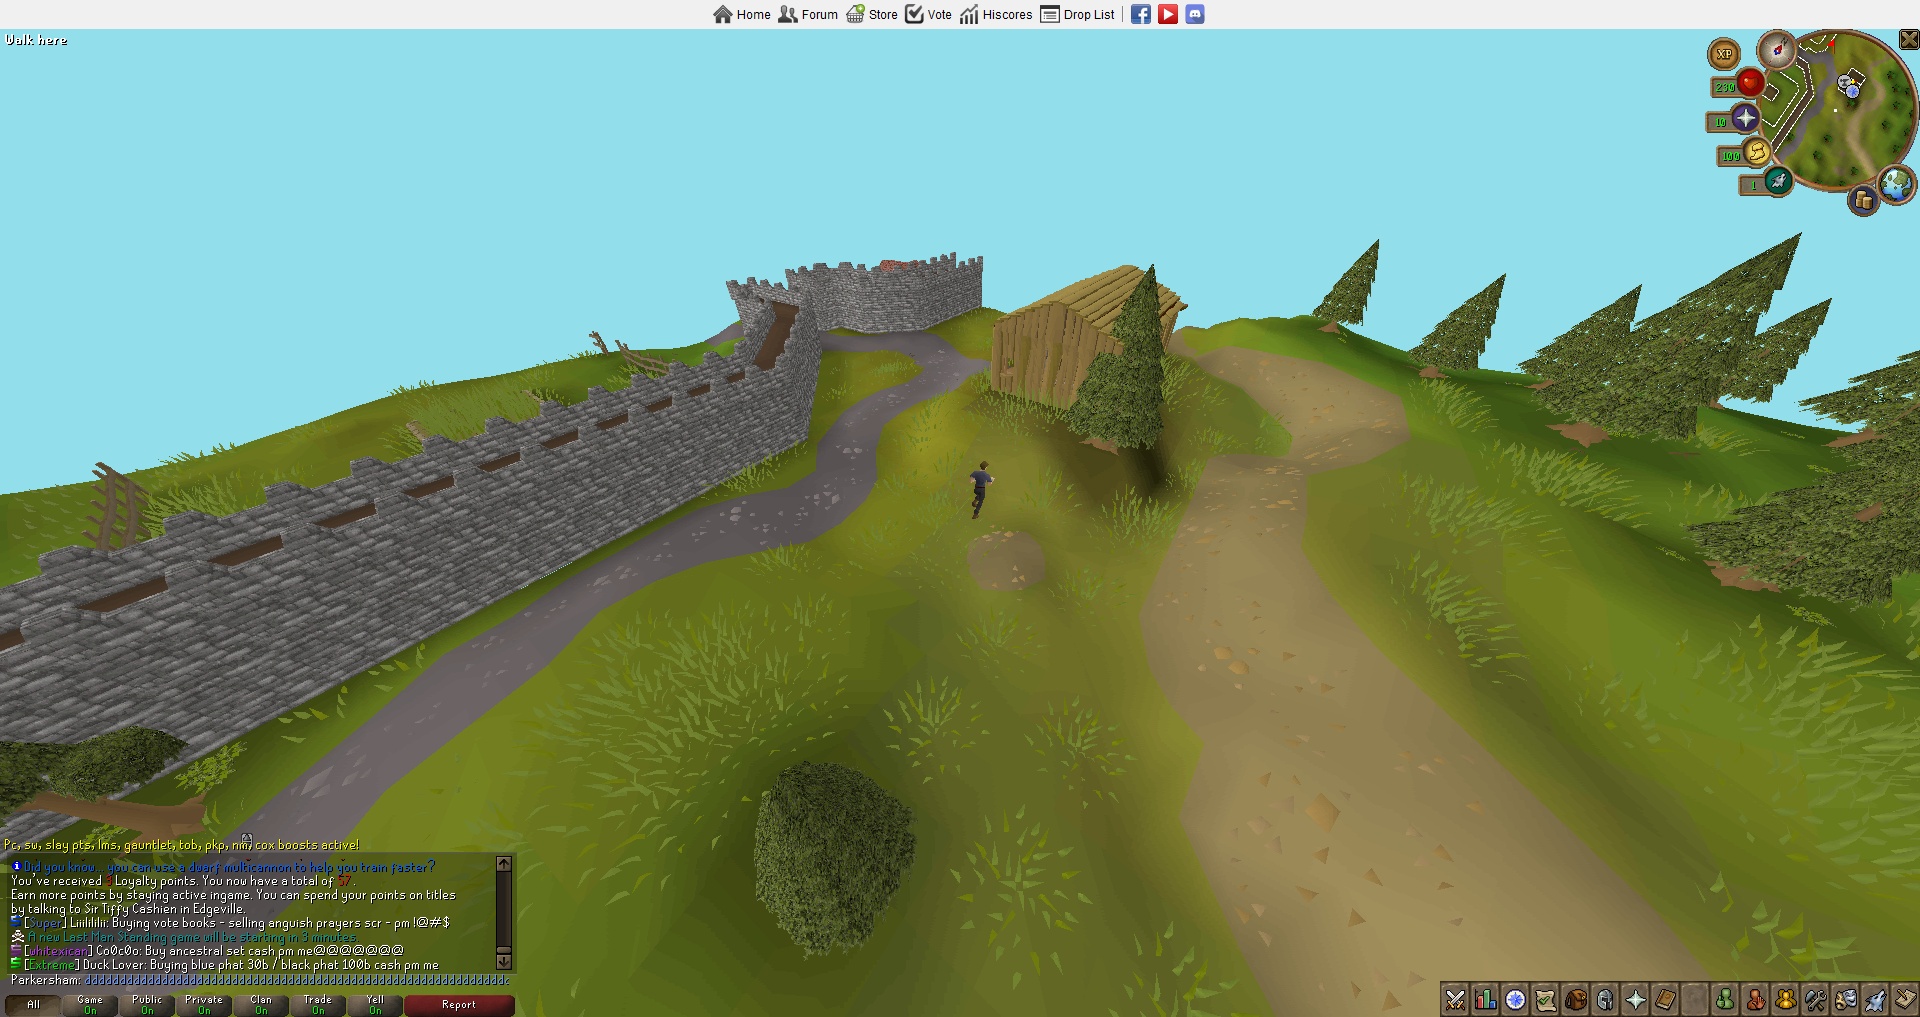 Home Forum Store Vote Hiscores Drop List
Walk here
XP
230
10
100
1
Pc, sw, slay pts, lms, gauntlet, tob, pkp, nm, cox boosts active!
Did you know... you can use a dwarf multicannon to help you train faster?
You've received 3 Loyalty points. You now have a total of 57.
Earn more points by staying active ingame. You can spend your points on titles
by talking to Sir Tiffy Cashien in Edgeville.
[Super] Buying vote books - selling anguish prayers scr - pm !@#$
A new Last Man Standing game will be starting in 3 minutes.
[whitexican] Co0c0o: Buy ancestral set cash pm me@@@@@@@
[Extreme] Duck Lover: Buying blue phat 30b / black phat 100b cash pm me
Parkersham:
All Game Public Private Clan Trade Yell Report
On On On On On On